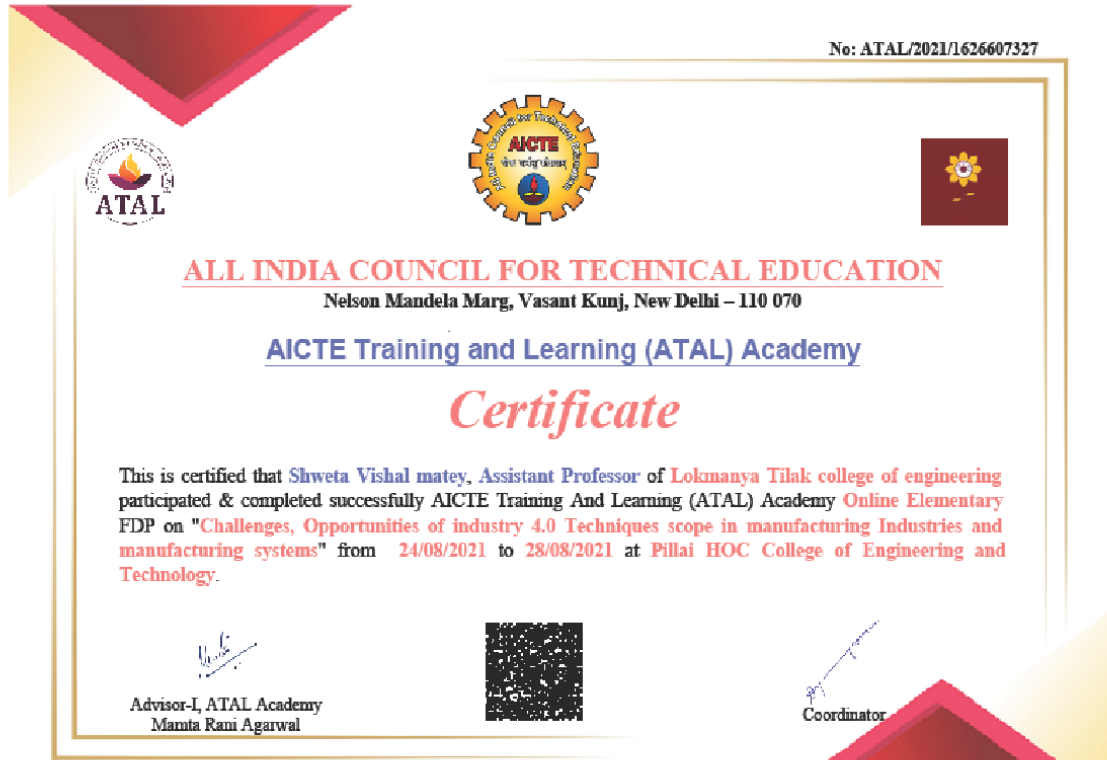 No: ATAL/2021/1626607327
AICTE
ATAL
ALL INDIA COUNCIL FOR TECHNICAL EDUCATION
Nelson Mandela Marg, Vasant Kunj, New Delhi – 110 070
AICTE Training and Learning (ATAL) Academy
Certificate
This is certified that Shweta Vishal matey, Assistant Professor of Lokmanya Tilak college of engineering
participated & completed successfully AICTE Training And Learning (ATAL) Academy Online Elementary
FDP on "Challenges, Opportunities of industry 4.0 Techniques scope in manufacturing Industries and
manufacturing systems" from 24/08/2021 to 28/08/2021 at Pillai HOC College of Engineering and
Technology.
Advisor-I, ATAL Academy
Mamta Rani Agarwal
Coordinator